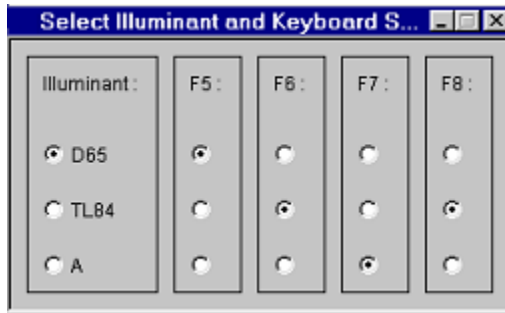 Select Illuminant and Keyboard S...
Illuminant: F5: F6: F7: F8:
D65
TL84
A